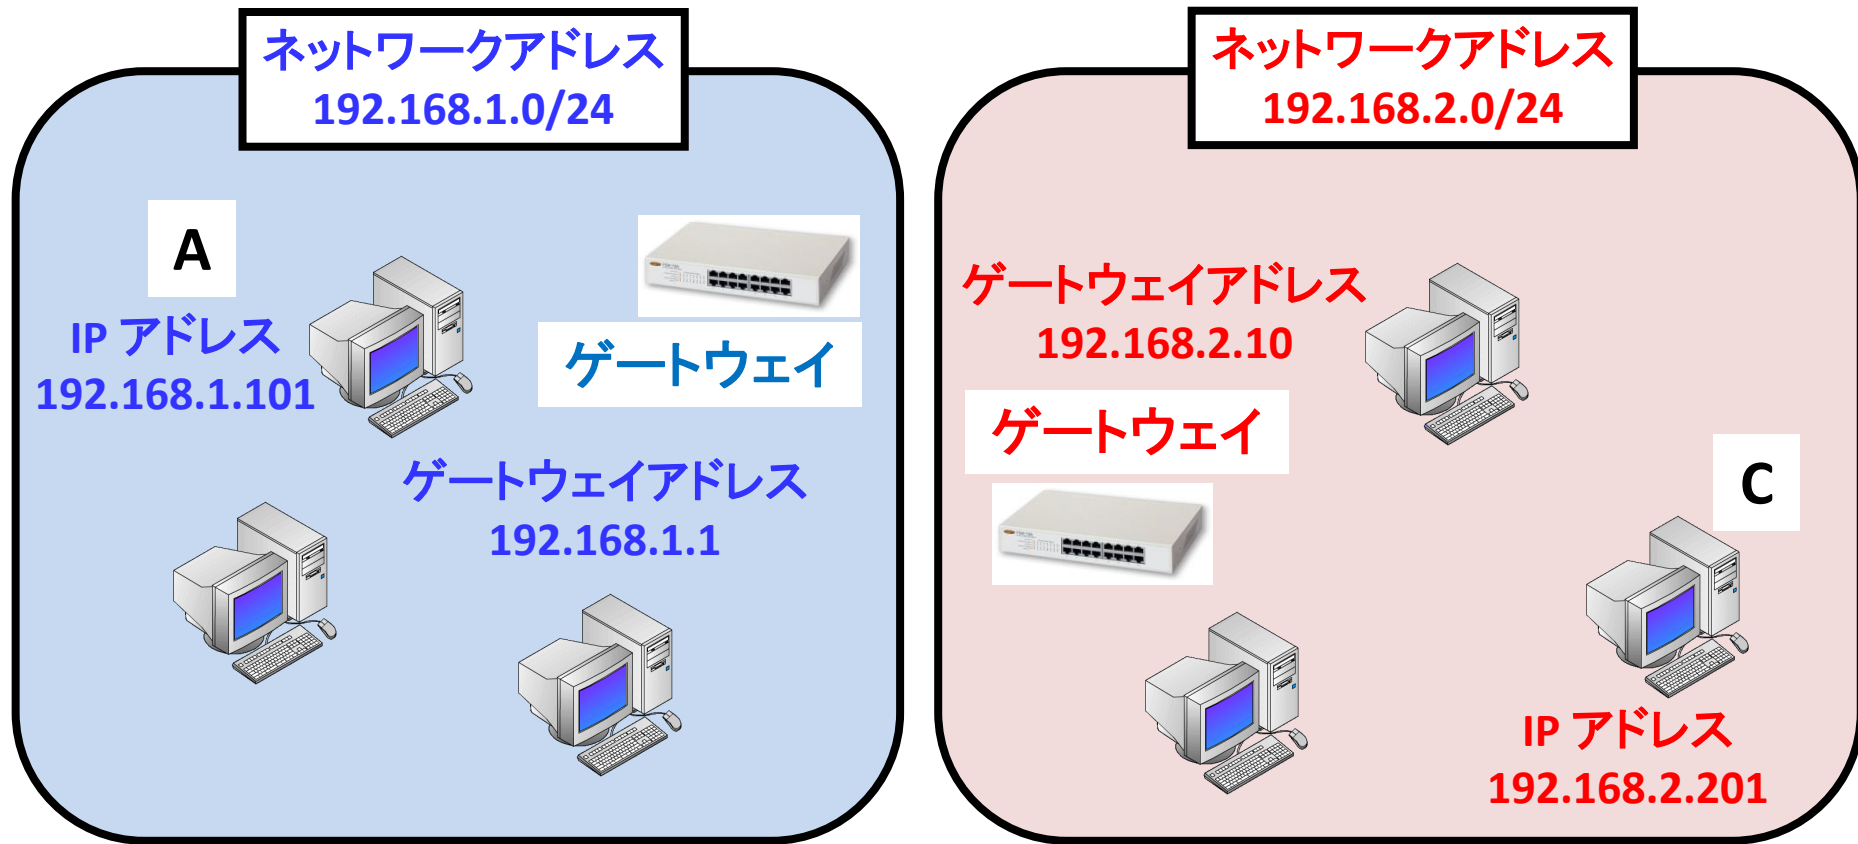 ネットワークアドレス
192.168.1.0/24
A
IP アドレス
192.168.1.101
ゲートウェイ
ゲートウェイアドレス
192.168.1.1
ネットワークアドレス
192.168.2.0/24
ゲートウェイアドレス
192.168.2.10
ゲートウェイ
C
IP アドレス
192.168.2.201